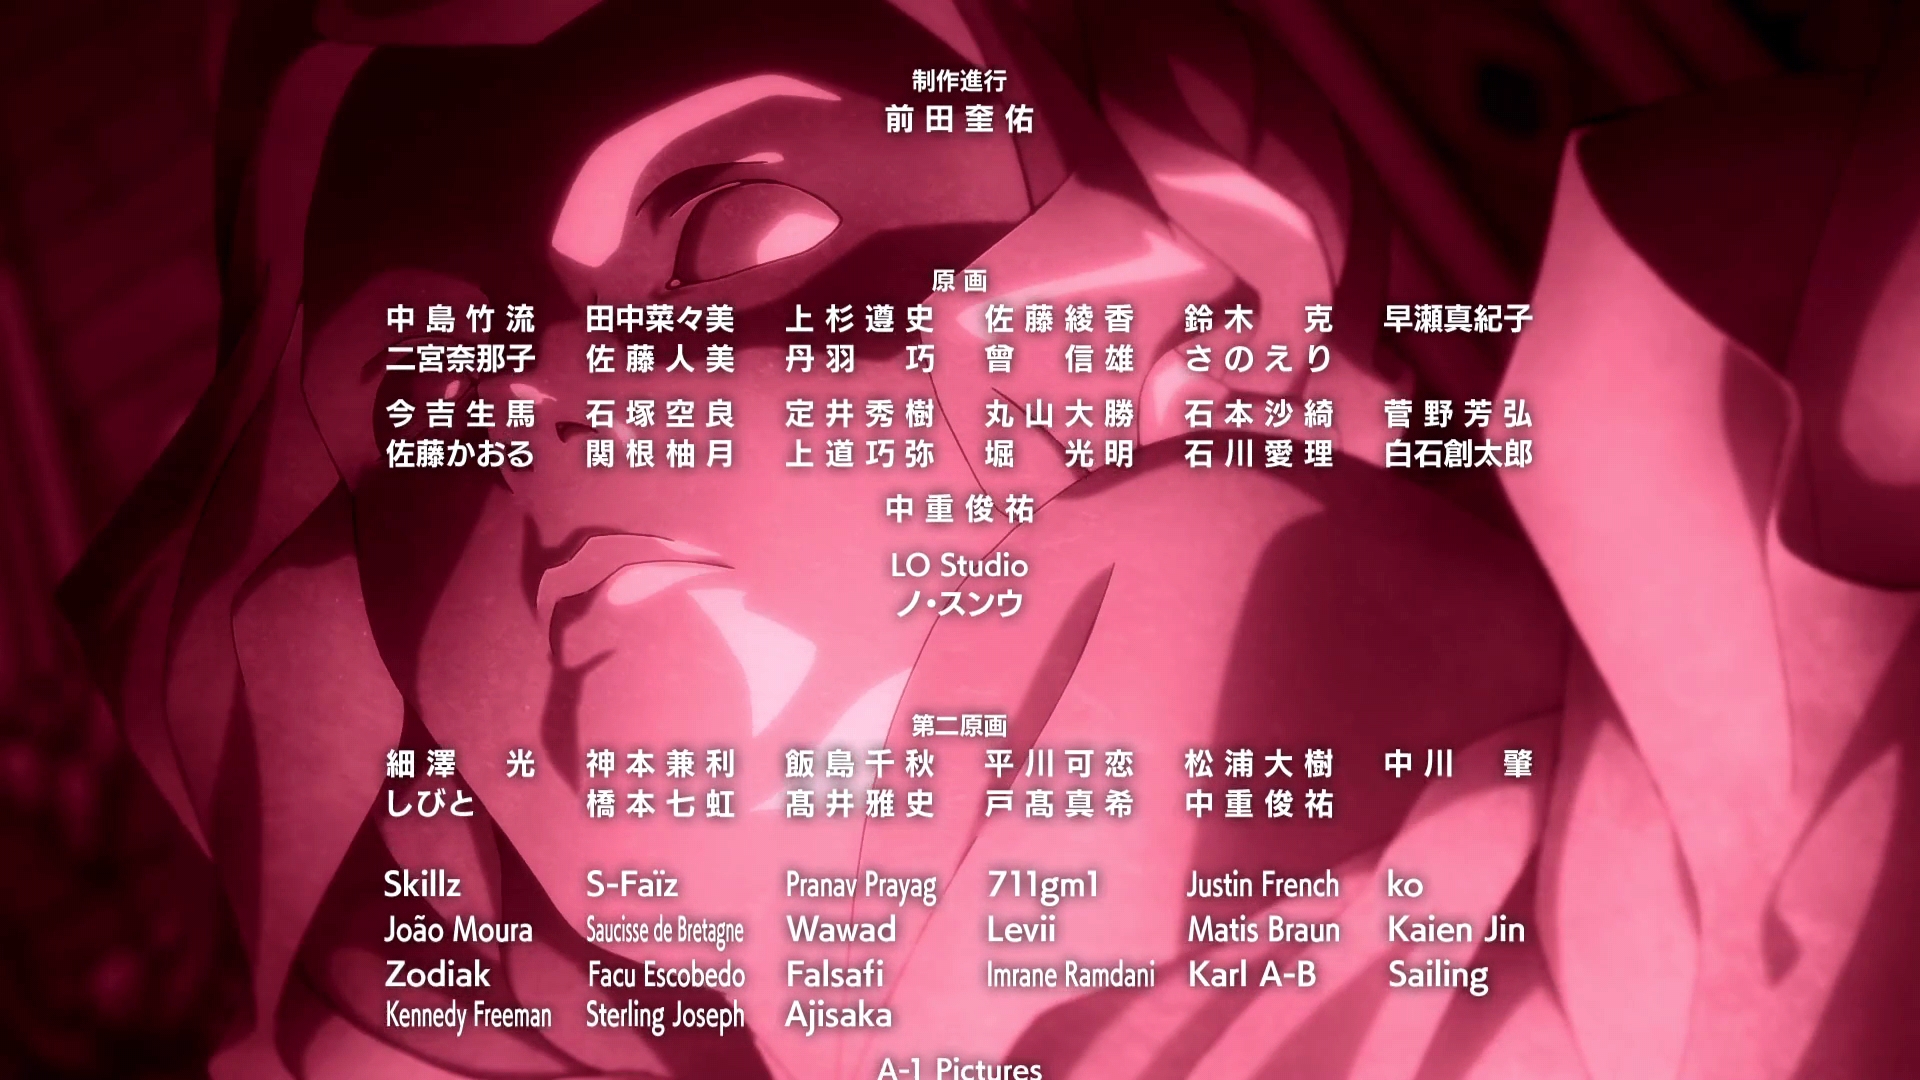 制作進行
前田奎佑
原画
中島竹流 田中菜々美 上杉遵史 佐藤綾香 鈴木克 早瀬真紀子
二宮奈那子 佐藤人美 丹羽巧 曾信雄 さのえり
今吉生馬 石塚空良 定井秀樹 丸山大勝 石本沙綺 菅野芳弘
佐藤かおる 関根柚月 上道巧弥 堀光明 石川愛理 白石創太郎
中重俊祐
LO Studio
ノ・スンウ
第二原画
細澤光 神本兼利 飯島千秋 平川可恋 松浦大樹 中川肇
しびと 橋本七虹 髙井雅史 戸髙真希 中重俊祐
Skillz S-Faïz Pranav Prayag 711gm1 Justin French ko
João Moura Saucisse de Bretagne Wawad Levii Matis Braun Kaien Jin
Zodiak Facu Escobedo Falsafi Imrane Ramdani Karl A-B Sailing
Kennedy Freeman Sterling Joseph Ajisaka
A-1 Pictures